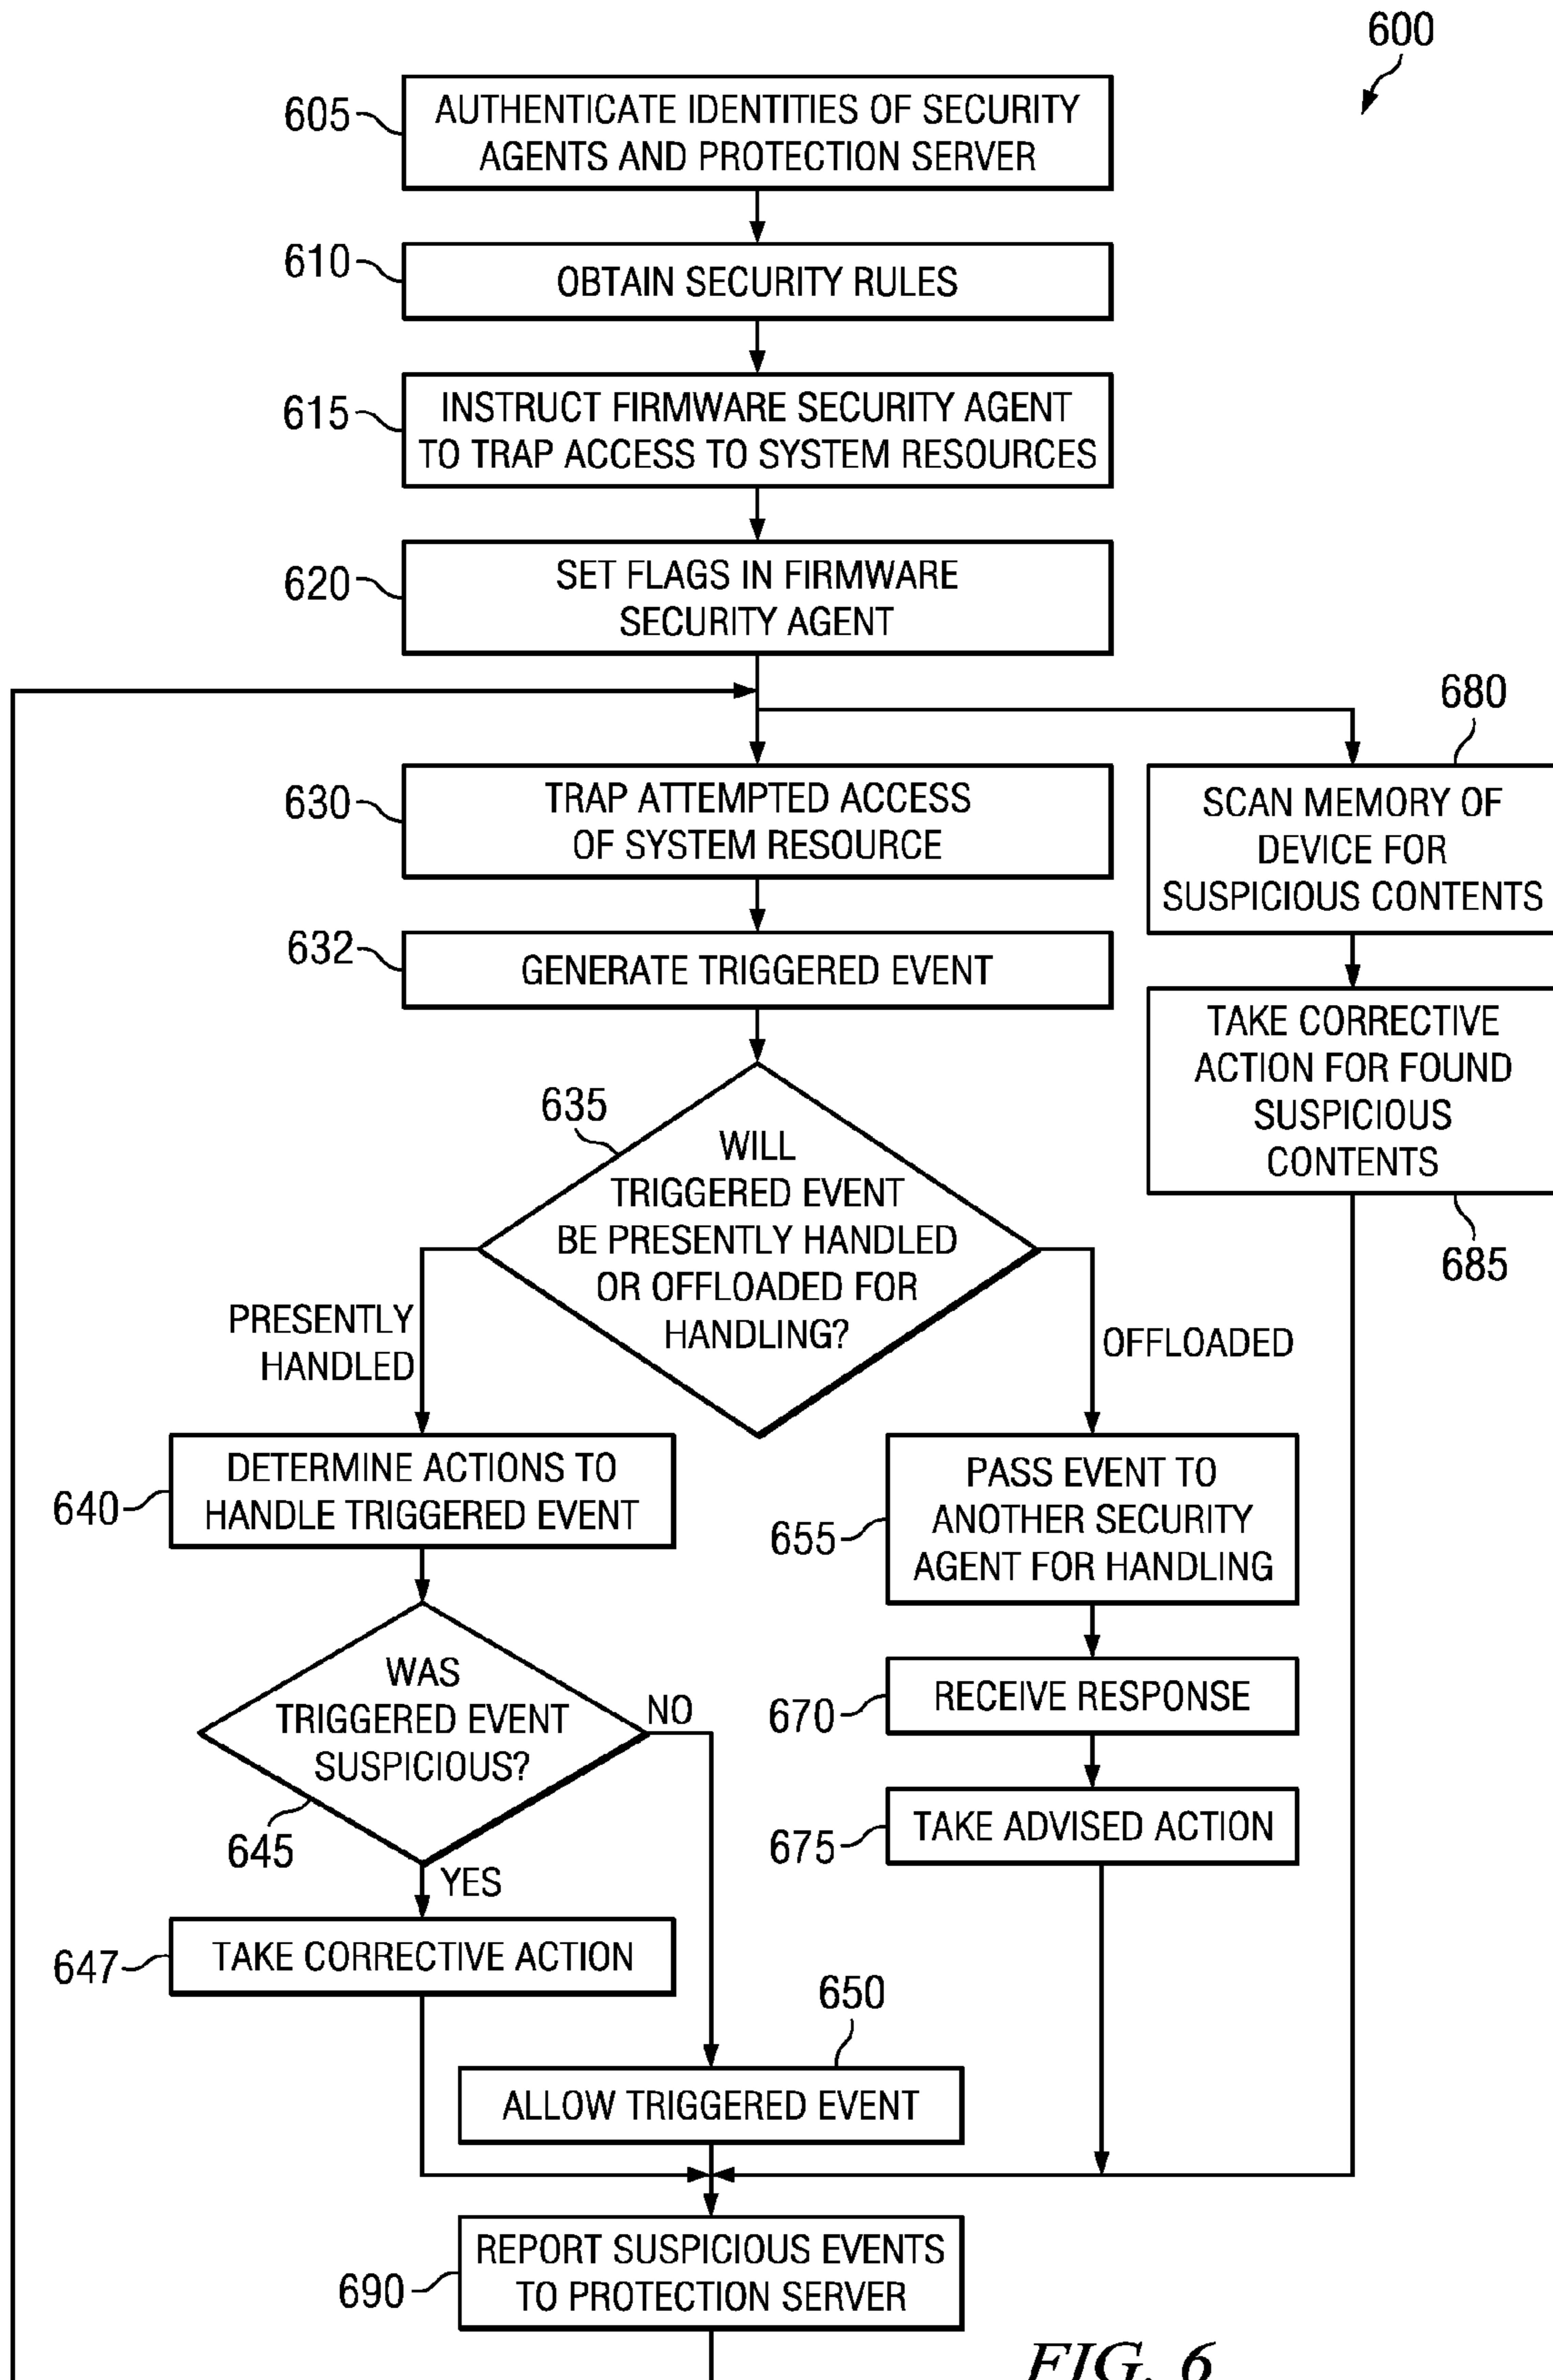 600
605
AUTHENTICATE IDENTITIES OF SECURITY
AGENTS AND PROTECTION SERVER
610
OBTAIN SECURITY RULES
615
INSTRUCT FIRMWARE SECURITY AGENT
TO TRAP ACCESS TO SYSTEM RESOURCES
620
SET FLAGS IN FIRMWARE
SECURITY AGENT
630
TRAP ATTEMPTED ACCESS
OF SYSTEM RESOURCE
680
SCAN MEMORY OF
DEVICE FOR
SUSPICIOUS CONTENTS
632
GENERATE TRIGGERED EVENT
TAKE CORRECTIVE
ACTION FOR FOUND
SUSPICIOUS
CONTENTS
685
635
WILL
TRIGGERED EVENT
BE PRESENTLY HANDLED
OR OFFLOADED FOR
HANDLING?
PRESENTLY
HANDLED
OFFLOADED
640
DETERMINE ACTIONS TO
HANDLE TRIGGERED EVENT
655
PASS EVENT TO
ANOTHER SECURITY
AGENT FOR HANDLING
WAS
TRIGGERED EVENT
SUSPICIOUS?
NO
645
YES
670
RECEIVE RESPONSE
675
TAKE ADVISED ACTION
647
TAKE CORRECTIVE ACTION
650
ALLOW TRIGGERED EVENT
690
REPORT SUSPICIOUS EVENTS
TO PROTECTION SERVER
FIG. 6